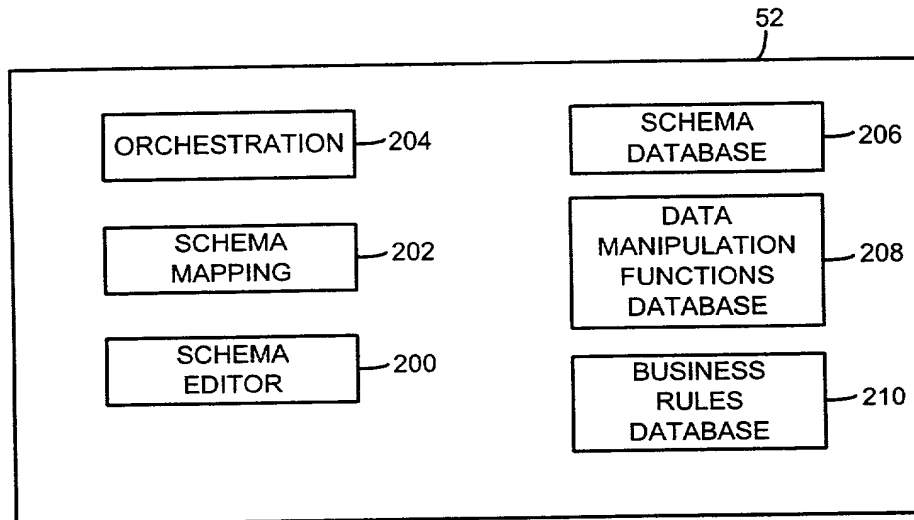 52
ORCHESTRATION
204
SCHEMA
MAPPING
202
SCHEMA
EDITOR
200
SCHEMA
DATABASE
206
DATA
MANIPULATION
FUNCTIONS
DATABASE
208
BUSINESS
RULES
DATABASE
210